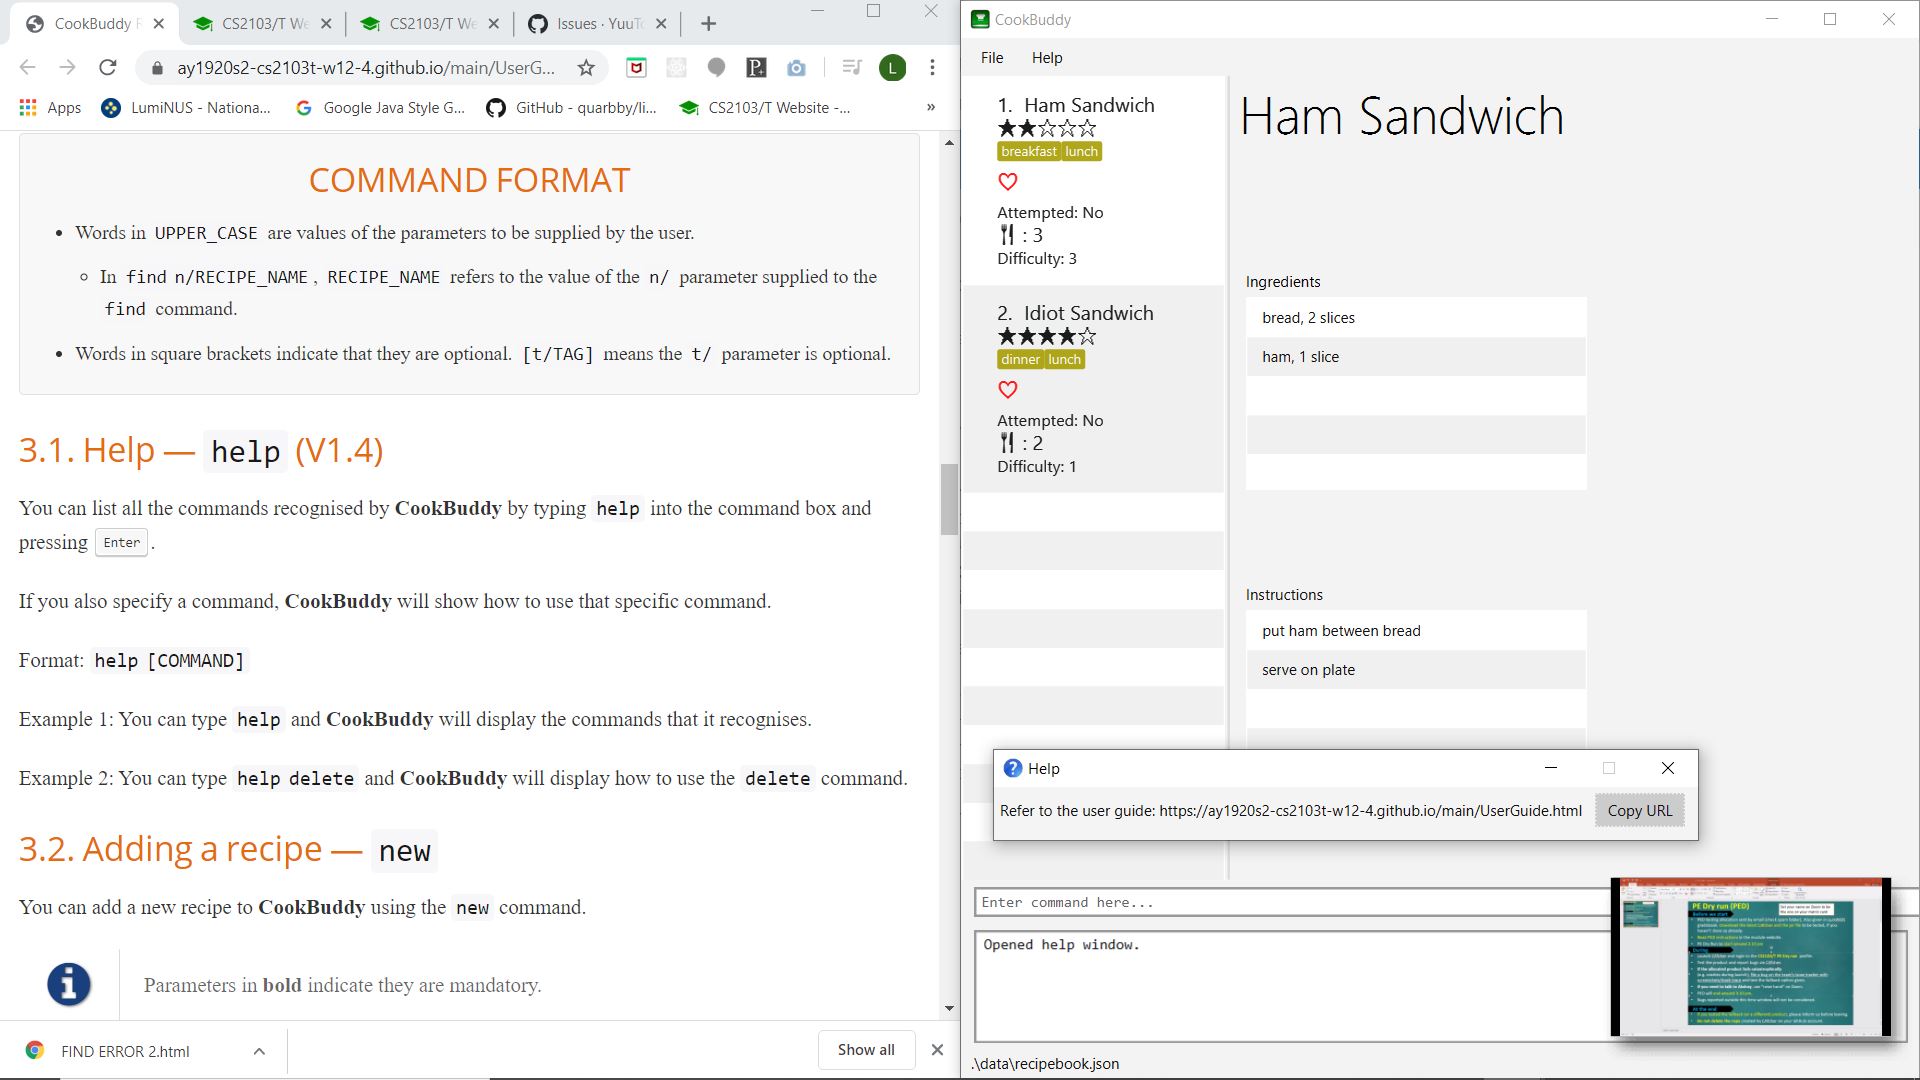 CookBuddy
CS2103/T We
CS2103/T We
Issues · YuuTo
ay1920s2-cs2103t-w12-4.github.io/main/UserG...
L
Apps
LumiNUS - Nationa...
Google Java Style G...
GitHub - quarbby/li...
CS2103/T Website -...
»
COMMAND FORMAT
Words in UPPER_CASE are values of the parameters to be supplied by the user.
In find n/RECIPE_NAME, RECIPE_NAME refers to the value of the n/ parameter supplied to the
find command.
Words in square brackets indicate that they are optional. [t/TAG] means the t/ parameter is optional.
3.1. Help — help (V1.4)
You can list all the commands recognised by CookBuddy by typing help into the command box and
pressing Enter.
If you also specify a command, CookBuddy will show how to use that specific command.
Format: help [COMMAND]
Example 1: You can type help and CookBuddy will display the commands that it recognises.
Example 2: You can type help delete and CookBuddy will display how to use the delete command.
3.2. Adding a recipe — new
You can add a new recipe to CookBuddy using the new command.
Parameters in bold indicate they are mandatory.
FIND ERROR 2.html
Show all
CookBuddy
File Help
1. Ham Sandwich
★★☆☆☆
breakfast lunch
Attempted: No
: 3
Difficulty: 3
2. Idiot Sandwich
★★★★☆
dinner lunch
Attempted: No
: 2
Difficulty: 1
Ham Sandwich
Ingredients
bread, 2 slices
ham, 1 slice
Instructions
put ham between bread
serve on plate
Help
Refer to the user guide: https://ay1920s2-cs2103t-w12-4.github.io/main/UserGuide.html
Copy URL
Enter command here...
Opened help window.
.\data\recipebook.json
PE Dry run (PED)